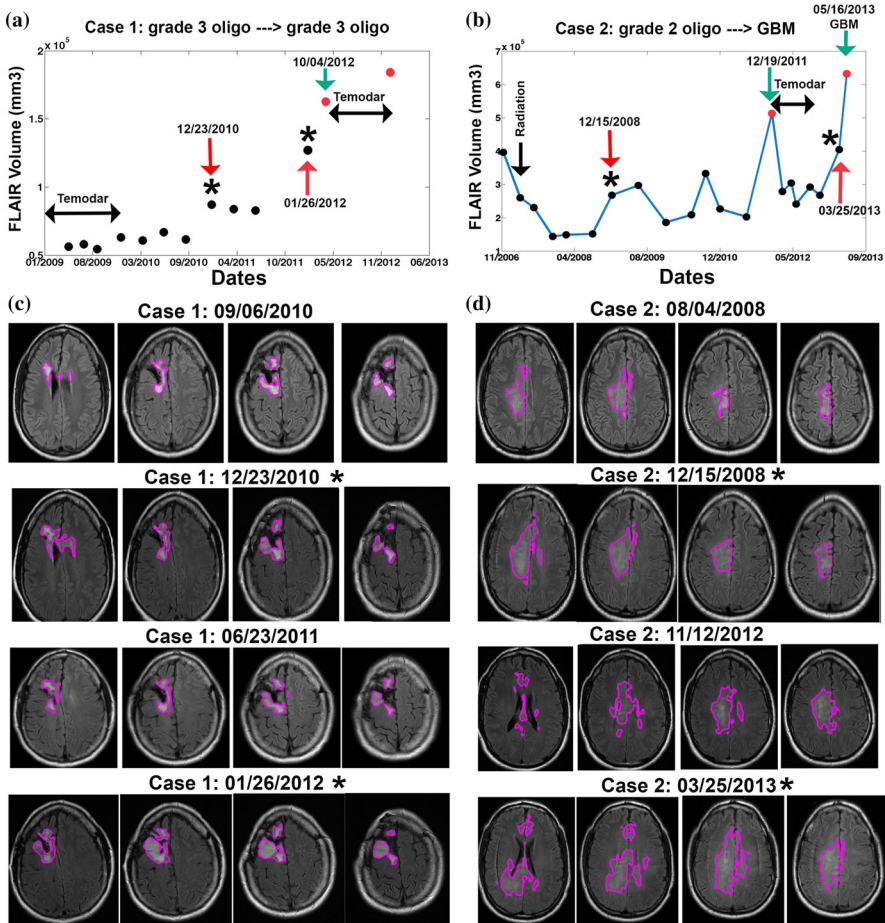 (a)
Case 1: grade 3 oligo ---> grade 3 oligo
x 10^5
FLAIR Volume (mm3)
2
1.5
1
0.5
10/04/2012
Temodar
12/23/2010
*
*
Temodar
01/26/2012
01/2009 08/2009 03/2010 09/2010 04/2011 10/2011 05/2012 11/2012 06/2013
Dates
(b)
Case 2: grade 2 oligo ---> GBM
05/16/2013
GBM
x 10^5
FLAIR Volume (mm3)
7
6
5
4
3
2
1
12/19/2011
Temodar
Radiation
12/15/2008
*
*
03/25/2013
11/2006 04/2008 08/2009 12/2010 05/2012 09/2013
Dates
(c)
Case 1: 09/06/2010
Case 1: 12/23/2010 *
Case 1: 06/23/2011
Case 1: 01/26/2012 *
(d)
Case 2: 08/04/2008
Case 2: 12/15/2008 *
Case 2: 11/12/2012
Case 2: 03/25/2013 *